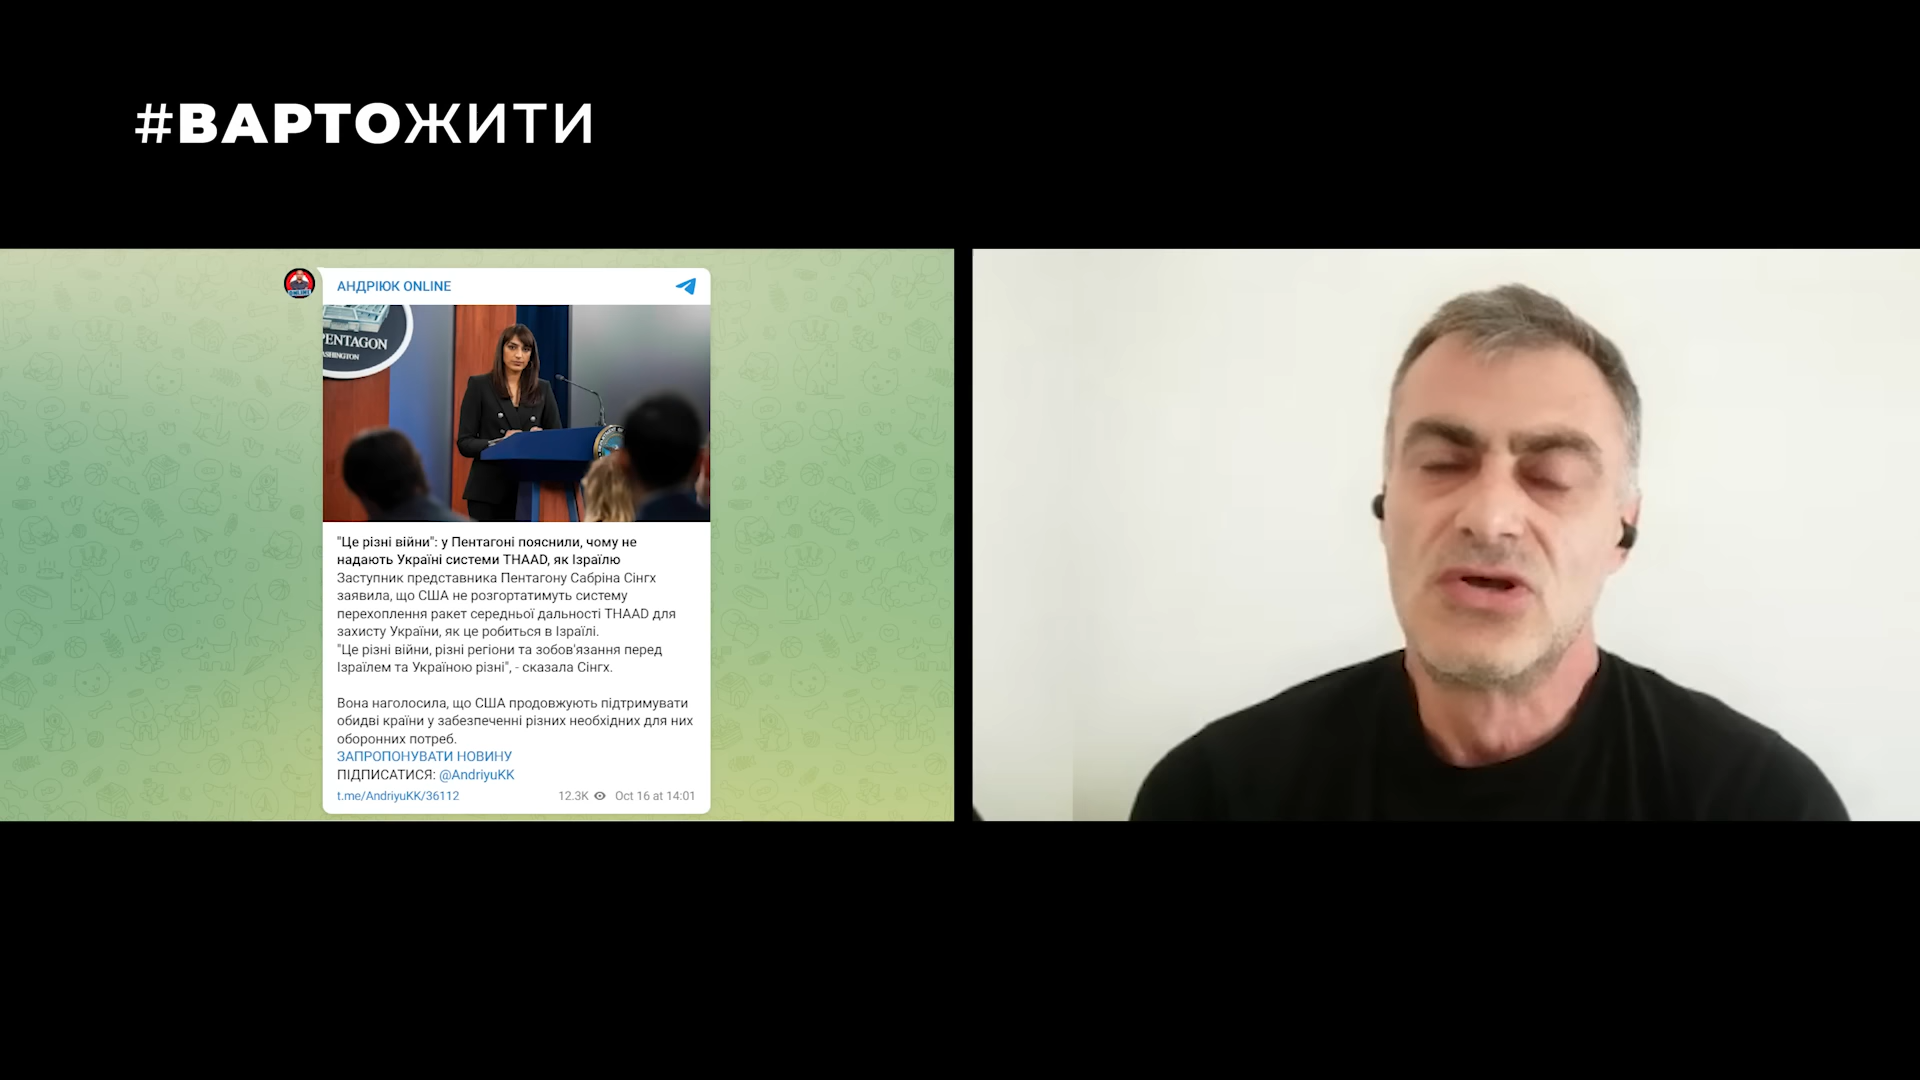 #ВАРТОЖИТИ
АНДРІЮК ONLINE
PENTAGON
WASHINGTON
"Це різні війни": у Пентагоні пояснили, чому не
надають Україні системи THAAD, як Ізраїлю
Заступник представника Пентагону Сабріна Сінгх
заявила, що США не розгортатимуть систему
перехоплення ракет середньої дальності THAAD для
захисту України, як це робиться в Ізраїлі.
"Це різні війни, різні регіони та зобов'язання перед
Ізраїлем та Україною різні", - сказала Сінгх.
Вона наголосила, що США продовжують підтримувати
обидві країни у забезпеченні різних необхідних для них
оборонних потреб.
ЗАПРОПОНУВАТИ НОВИНУ
ПІДПИСАТИСЯ: @AndriyuKK
t.me/AndriyuKK/36112 12.3K Oct 16 at 14:01